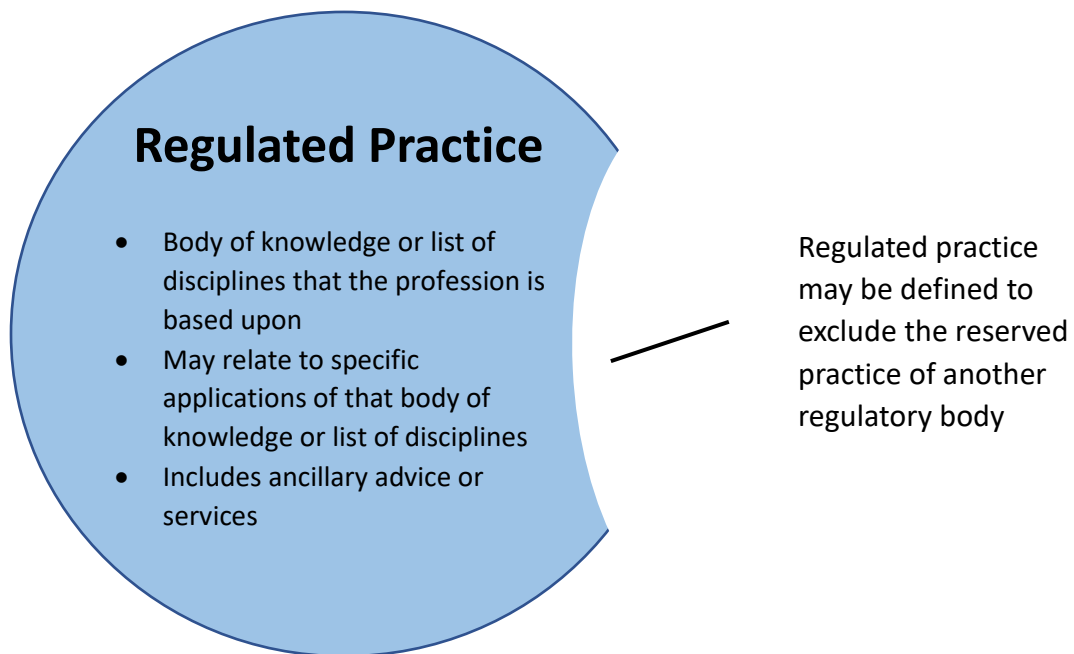 Regulated Practice
• Body of knowledge or list of
disciplines that the profession is
based upon
• May relate to specific
applications of that body of
knowledge or list of disciplines
• Includes ancillary advice or
services
Regulated practice
may be defined to
exclude the reserved
practice of another
regulatory body